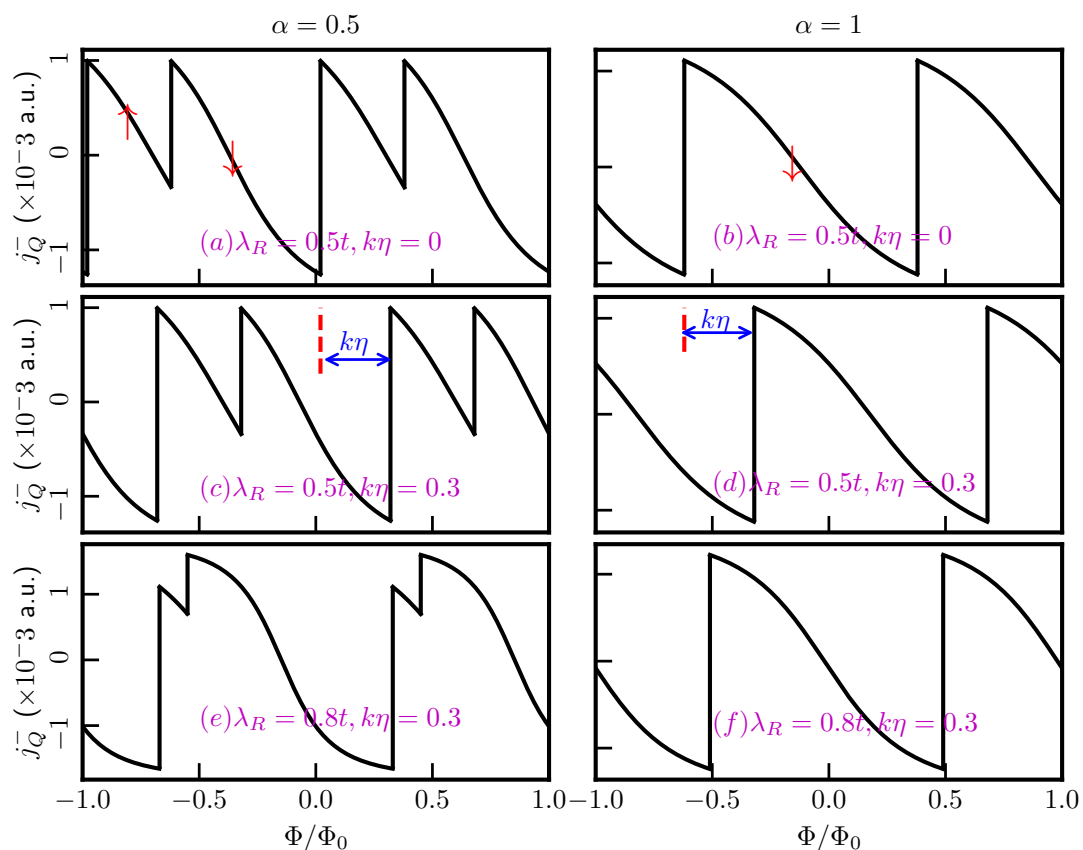 α = 0.5
α = 1
j_Q^- (×10^{-3} a.u.)
1
0
−1
(a)λ_R = 0.5t, kη = 0
(b)λ_R = 0.5t, kη = 0
j_Q^- (×10^{-3} a.u.)
1
0
−1
kη
(c)λ_R = 0.5t, kη = 0.3
kη
(d)λ_R = 0.5t, kη = 0.3
j_Q^- (×10^{-3} a.u.)
1
0
−1
(e)λ_R = 0.8t, kη = 0.3
(f)λ_R = 0.8t, kη = 0.3
−1.0 −0.5 0.0 0.5 1.0
−1.0 −0.5 0.0 0.5 1.0
Φ/Φ_0
Φ/Φ_0